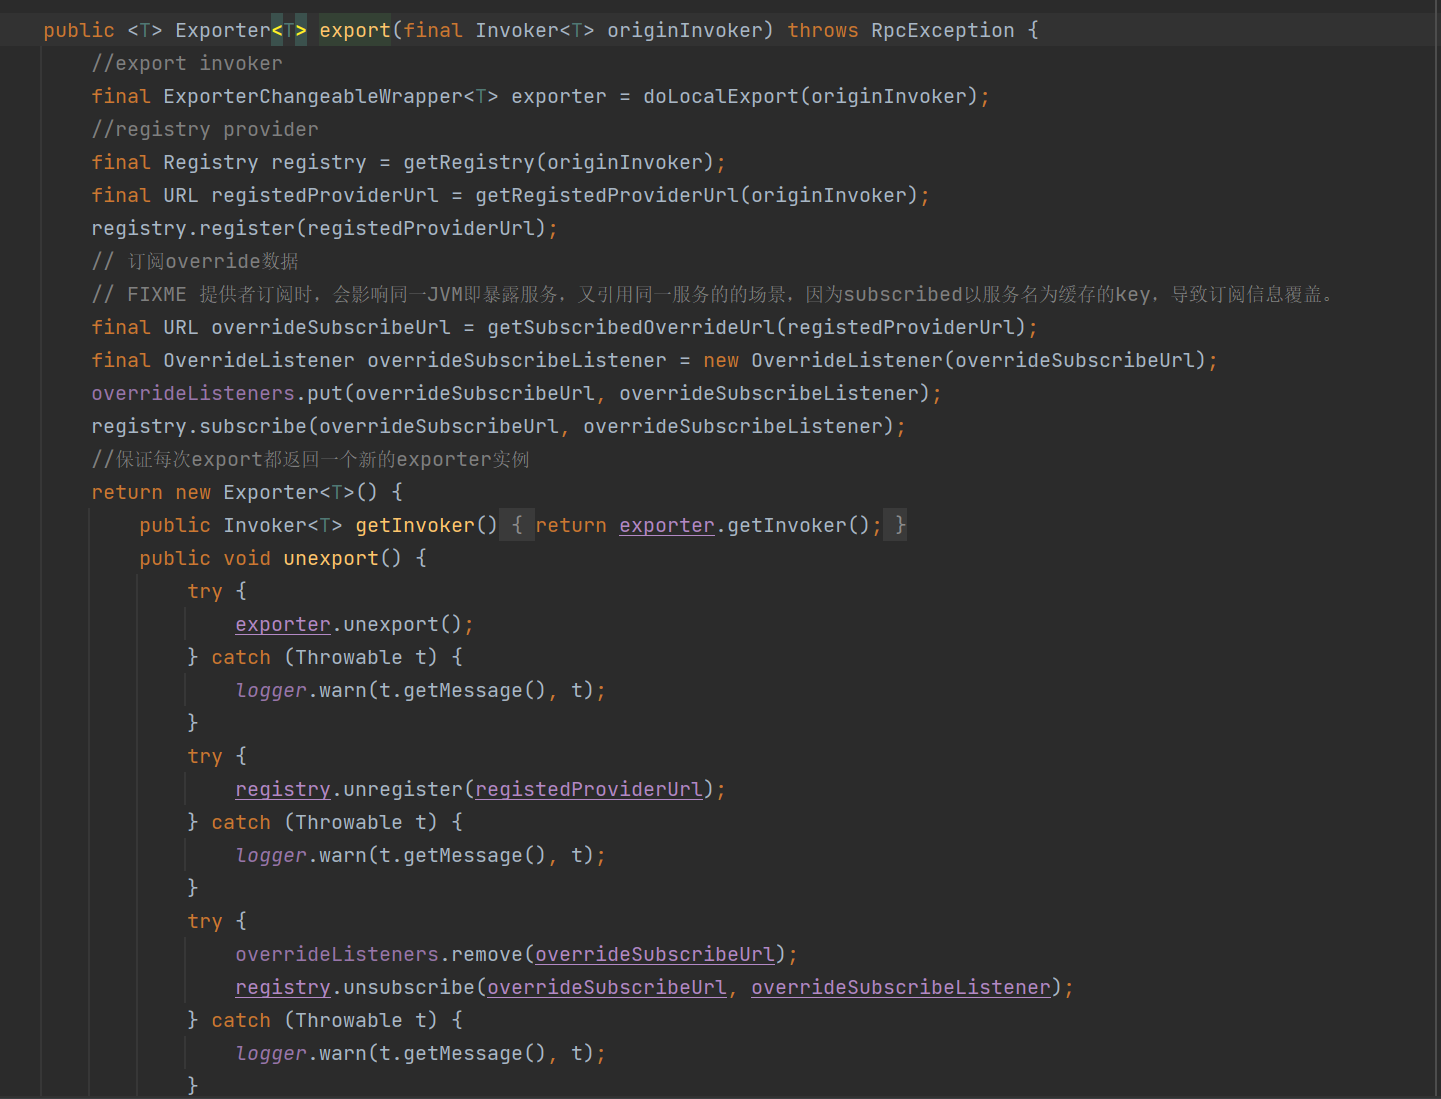 public <T> Exporter<T> export(final Invoker<T> originInvoker) throws RpcException {
//export invoker
final ExporterChangeableWrapper<T> exporter = doLocalExport(originInvoker);
//registry provider
final Registry registry = getRegistry(originInvoker);
final URL registedProviderUrl = getRegistedProviderUrl(originInvoker);
registry.register(registedProviderUrl);
// 订阅override数据
// FIXME 提供者订阅时，会影响同一JVM即暴露服务，又引用同一服务的的场景，因为subscribed以服务名为缓存的key，导致订阅信息覆盖。
final URL overrideSubscribeUrl = getSubscribedOverrideUrl(registedProviderUrl);
final OverrideListener overrideSubscribeListener = new OverrideListener(overrideSubscribeUrl);
overrideListeners.put(overrideSubscribeUrl, overrideSubscribeListener);
registry.subscribe(overrideSubscribeUrl, overrideSubscribeListener);
//保证每次export都返回一个新的exporter实例
return new Exporter<T>() {
public Invoker<T> getInvoker() { return exporter.getInvoker(); }
public void unexport() {
try {
exporter.unexport();
} catch (Throwable t) {
logger.warn(t.getMessage(), t);
}
try {
registry.unregister(registedProviderUrl);
} catch (Throwable t) {
logger.warn(t.getMessage(), t);
}
try {
overrideListeners.remove(overrideSubscribeUrl);
registry.unsubscribe(overrideSubscribeUrl, overrideSubscribeListener);
} catch (Throwable t) {
logger.warn(t.getMessage(), t);
}